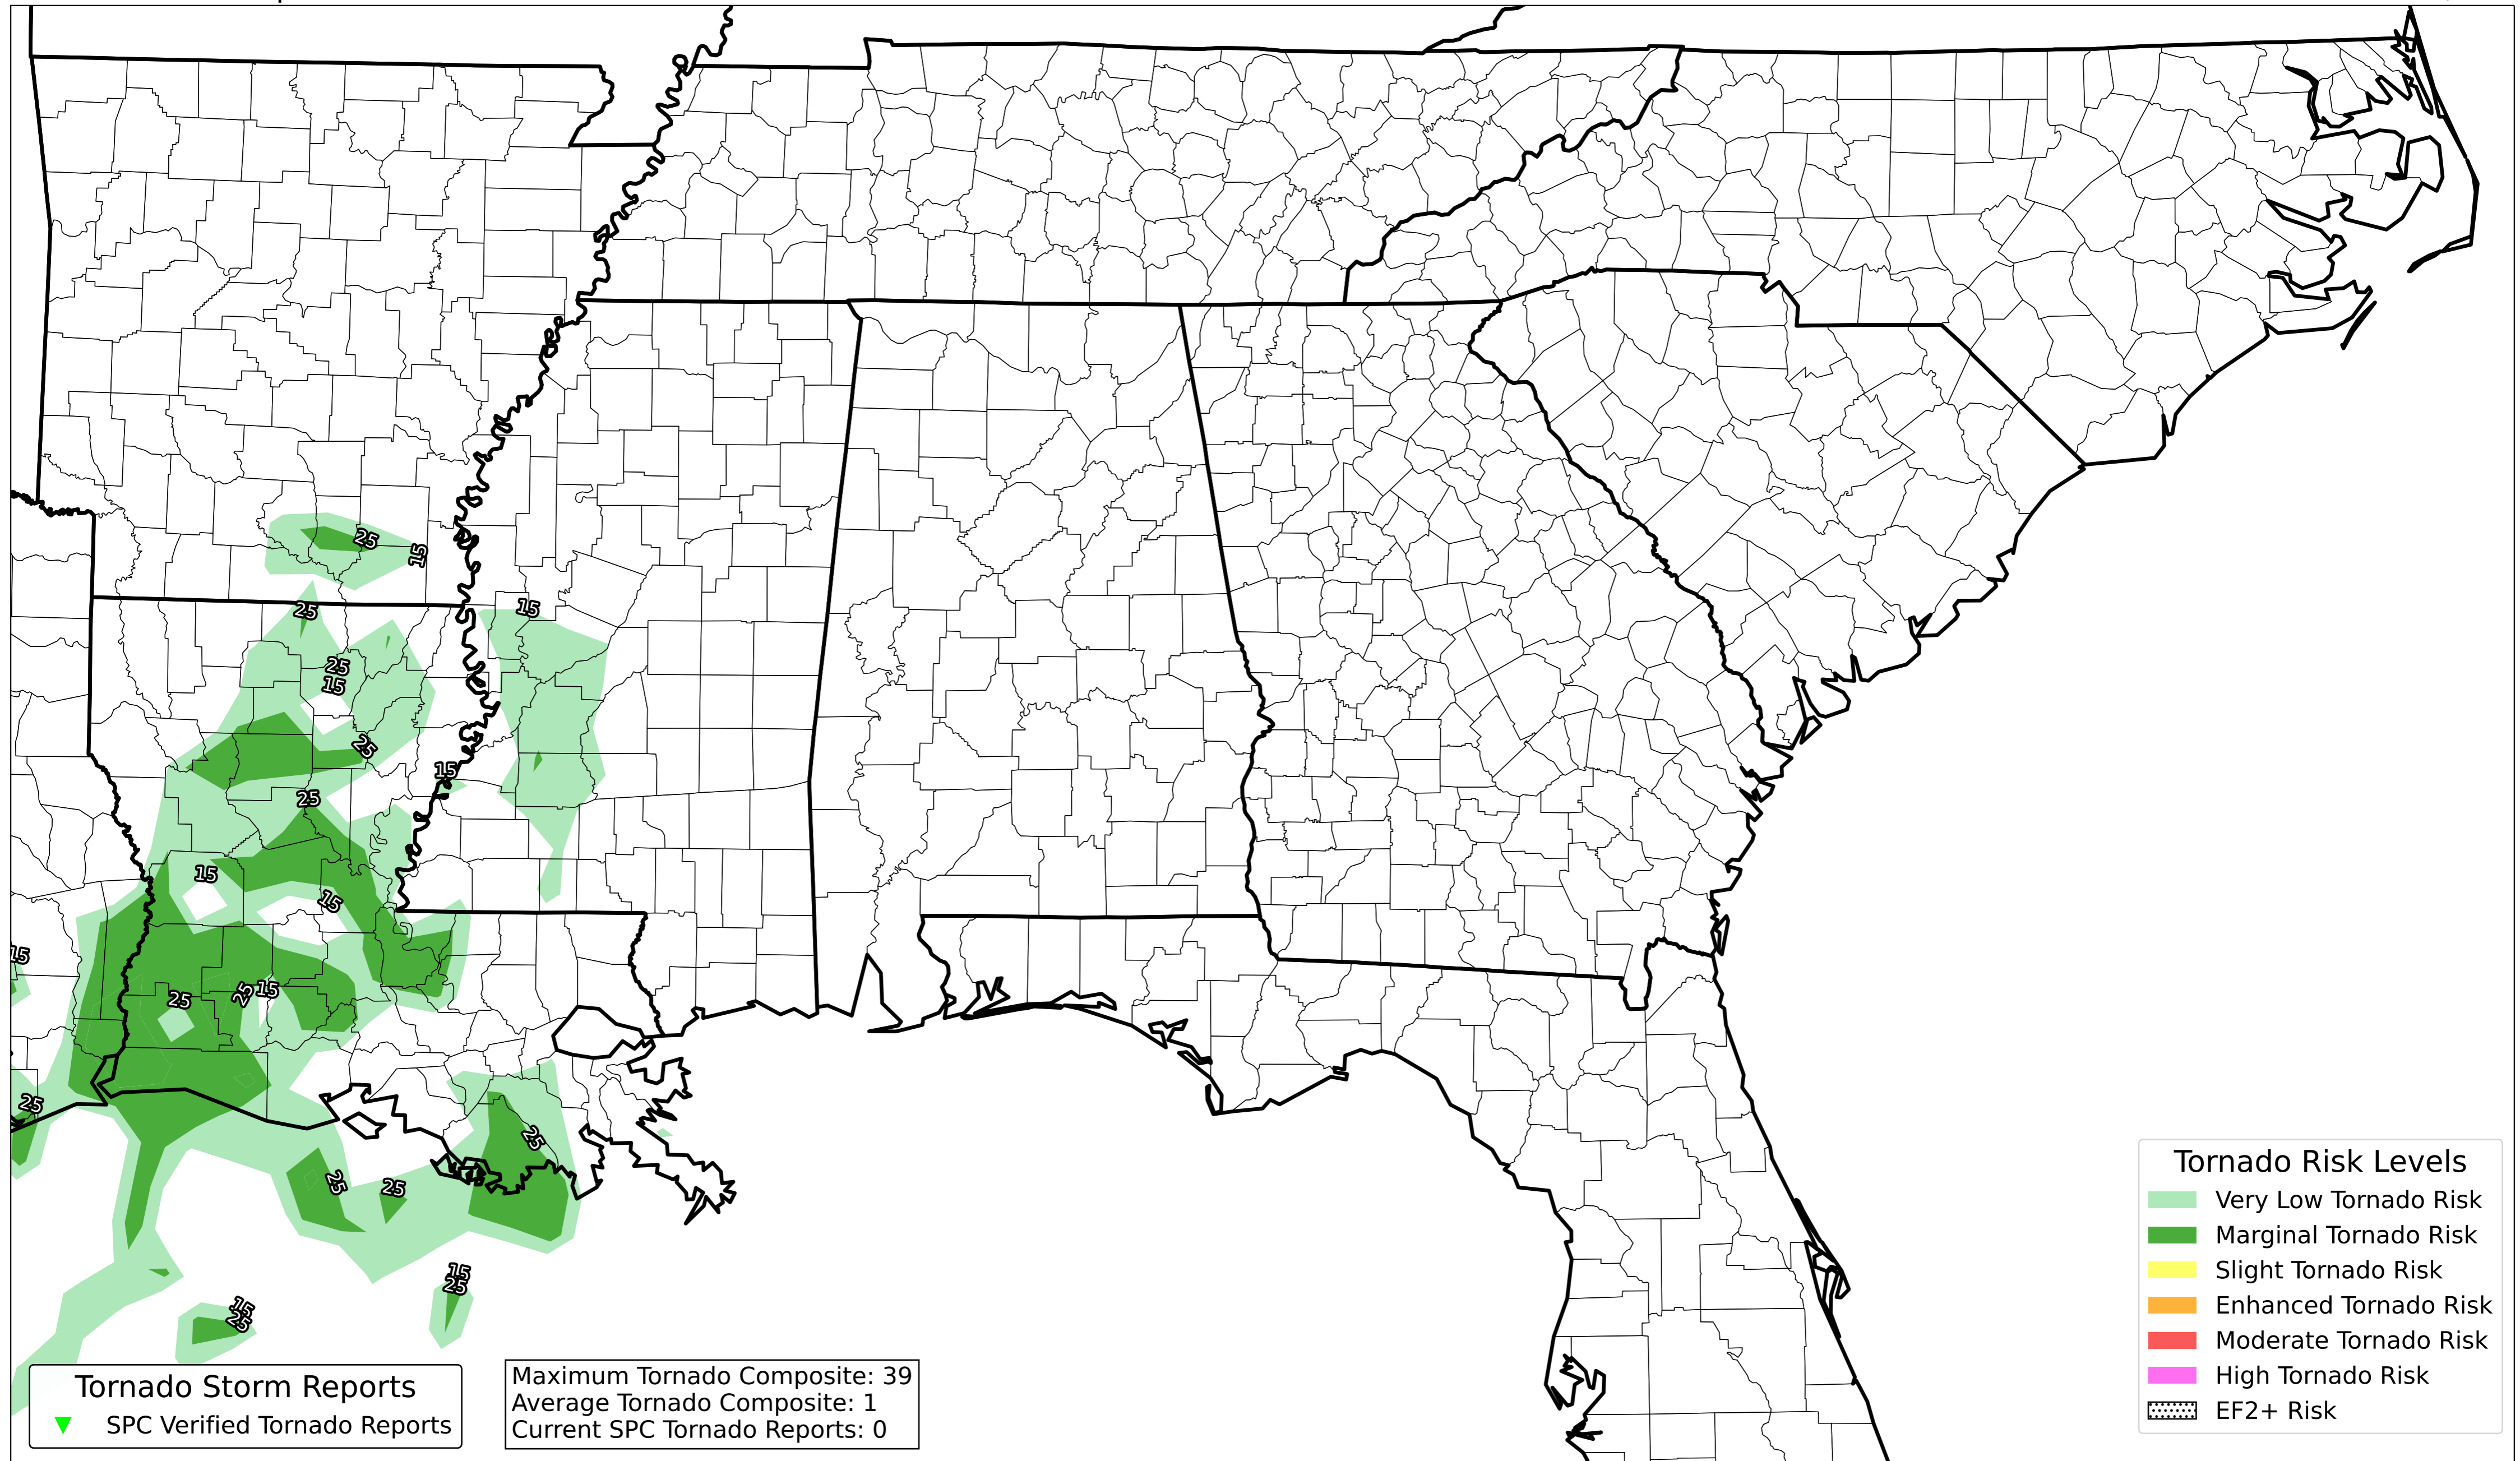 25
15
25
15
25
15
25
15
25
15
15
15
25
15
25
25
25
25
25
15
25
15
25
Tornado Risk Levels
Very Low Tornado Risk
Marginal Tornado Risk
Slight Tornado Risk
Enhanced Tornado Risk
Moderate Tornado Risk
High Tornado Risk
EF2+ Risk
Tornado Storm Reports
SPC Verified Tornado Reports
Maximum Tornado Composite: 39
Average Tornado Composite: 1
Current SPC Tornado Reports: 0